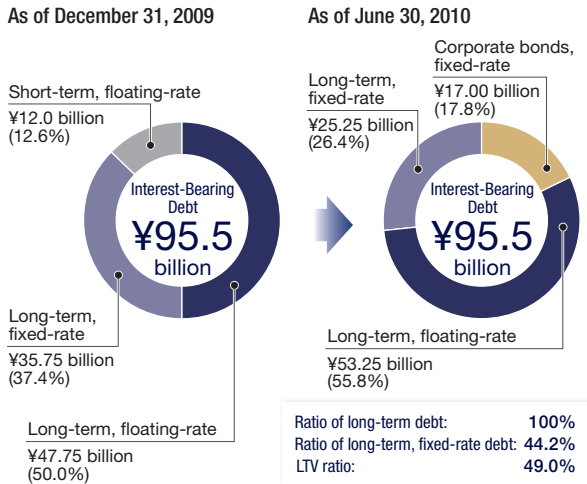 As of December 31, 2009
Short-term, floating-rate
¥12.0 billion
(12.6%)
Interest-Bearing
Debt
¥95.5
billion
Long-term,
fixed-rate
¥35.75 billion
(37.4%)
Long-term, floating-rate
¥47.75 billion
(50.0%)
As of June 30, 2010
Corporate bonds,
fixed-rate
¥17.00 billion
(17.8%)
Long-term,
fixed-rate
¥25.25 billion
(26.4%)
Interest-Bearing
Debt
¥95.5
billion
Long-term, floating-rate
¥53.25 billion
(55.8%)
Ratio of long-term debt: 100%
Ratio of long-term, fixed-rate debt: 44.2%
LTV ratio: 49.0%